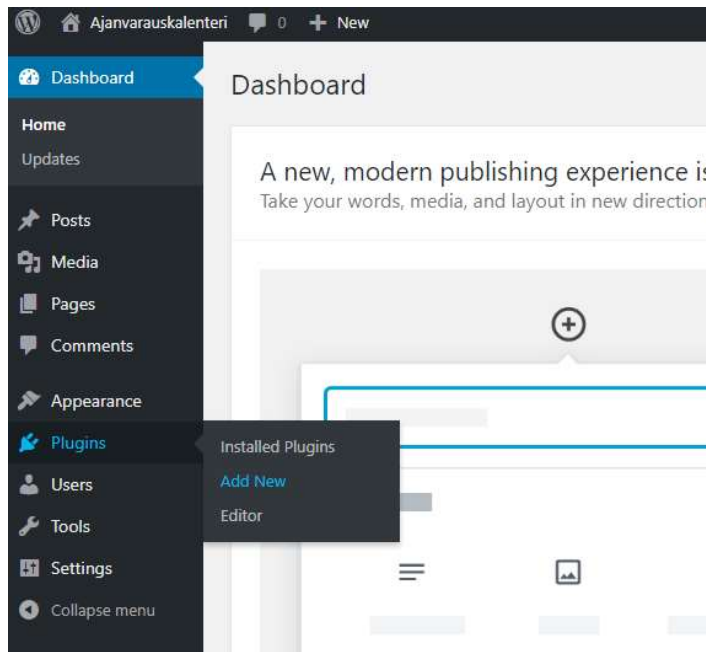 Ajanvarauskalenteri 0 New
Dashboard
Home
Updates
Posts
Media
Pages
Comments
Appearance
Plugins
Users
Tools
Settings
Collapse menu
Installed Plugins
Add New
Editor
Dashboard
A new, modern publishing experience is
Take your words, media, and layout in new direction